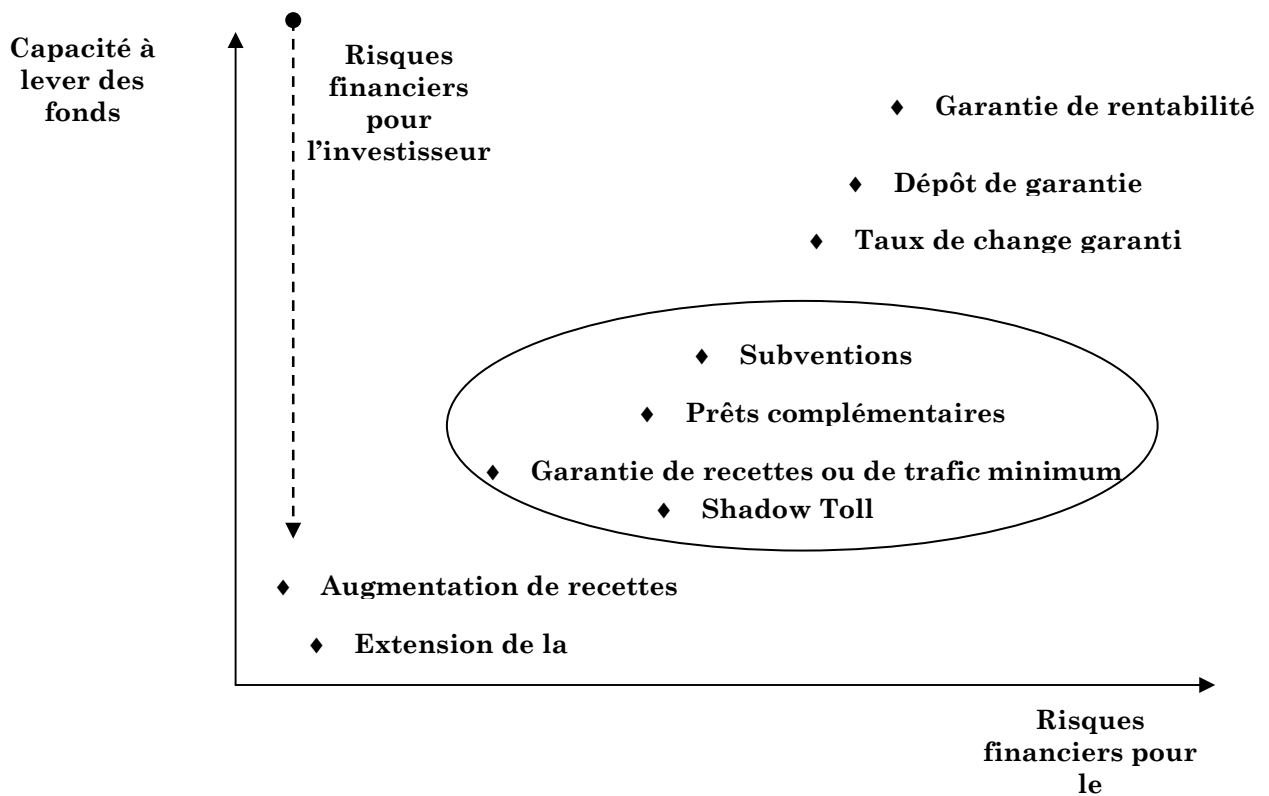 Capacité à
lever des
fonds
Risques
financiers
pour
l'investisseur
♦ Garantie de rentabilité
♦ Dépôt de garantie
♦ Taux de change garanti
♦ Subventions
♦ Prêts complémentaires
♦ Garantie de recettes ou de trafic minimum
♦ Shadow Toll
♦ Augmentation de recettes
♦ Extension de la
Risques
financiers pour
le